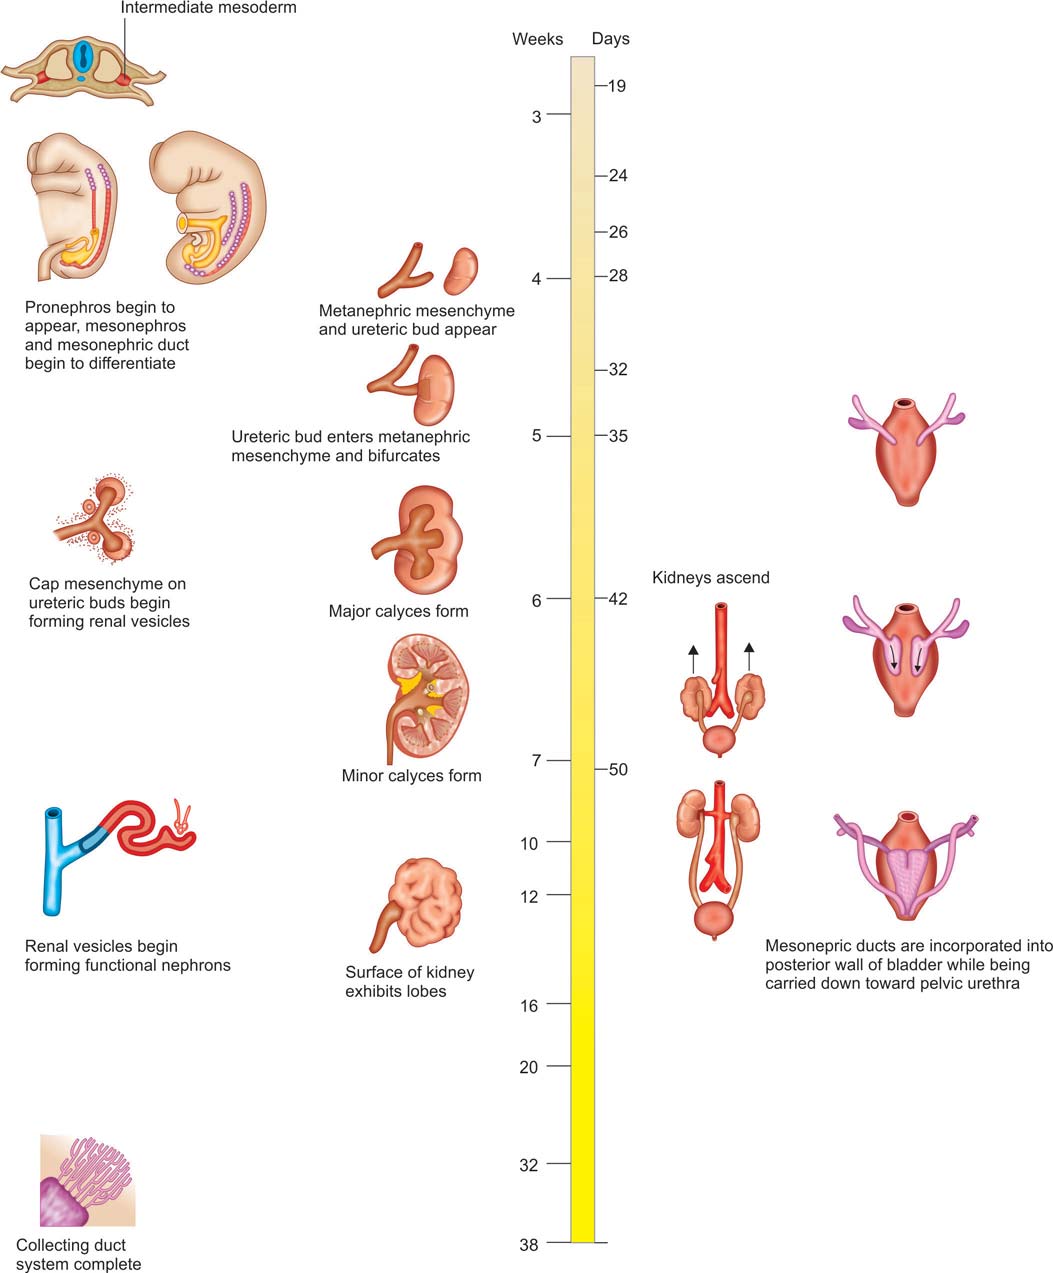 Intermediate mesoderm
Weeks
Days
19
3
24
26
4
28
Pronephros begin to
appear, mesonephros
and mesonephric duct
begin to differentiate
Metanephric mesenchyme
and ureteric bud appear
32
Ureteric bud enters metanephric
mesenchyme and bifurcates
5
35
Cap mesenchyme on
ureteric buds begin
forming renal vesicles
Major calyces form
6
42
Kidneys ascend
Minor calyces form
7
50
10
12
Renal vesicles begin
forming functional nephrons
Surface of kidney
exhibits lobes
Mesonepric ducts are incorporated into
posterior wall of bladder while being
carried down toward pelvic urethra
16
20
32
38
Collecting duct
system complete